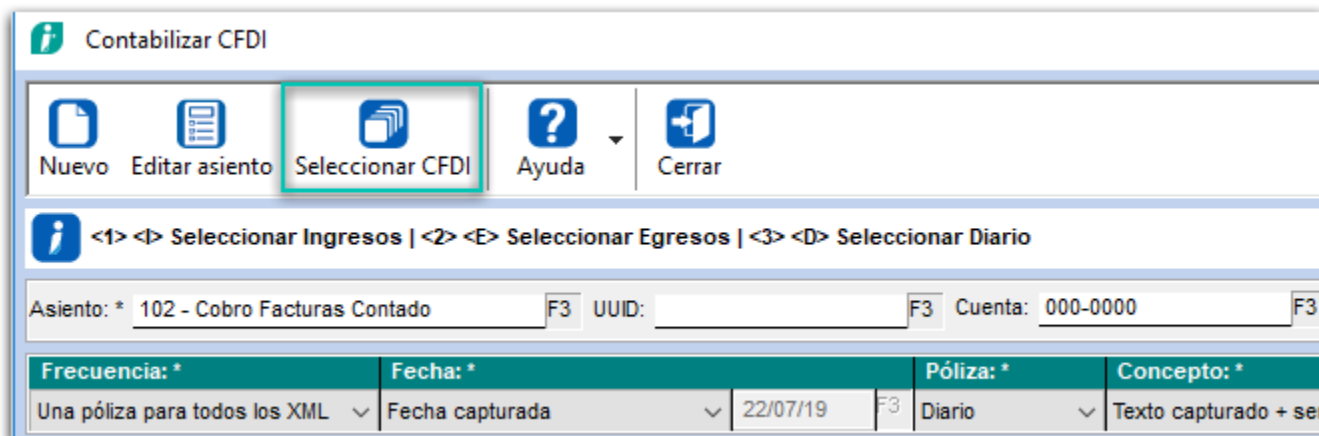 Contabilizar CFDI
Nuevo Editar asiento Seleccionar CFDI Ayuda Cerrar
<1> <I> Seleccionar Ingresos | <2> <E> Seleccionar Egresos | <3> <D> Seleccionar Diario
Asiento: * 102 - Cobro Facturas Contado F3 UUID: F3 Cuenta: 000-0000 F3
Frecuencia: * Fecha: * Póliza: * Concepto: *
Una póliza para todos los XML Fecha capturada 22/07/19 F3 Diario Texto capturado +